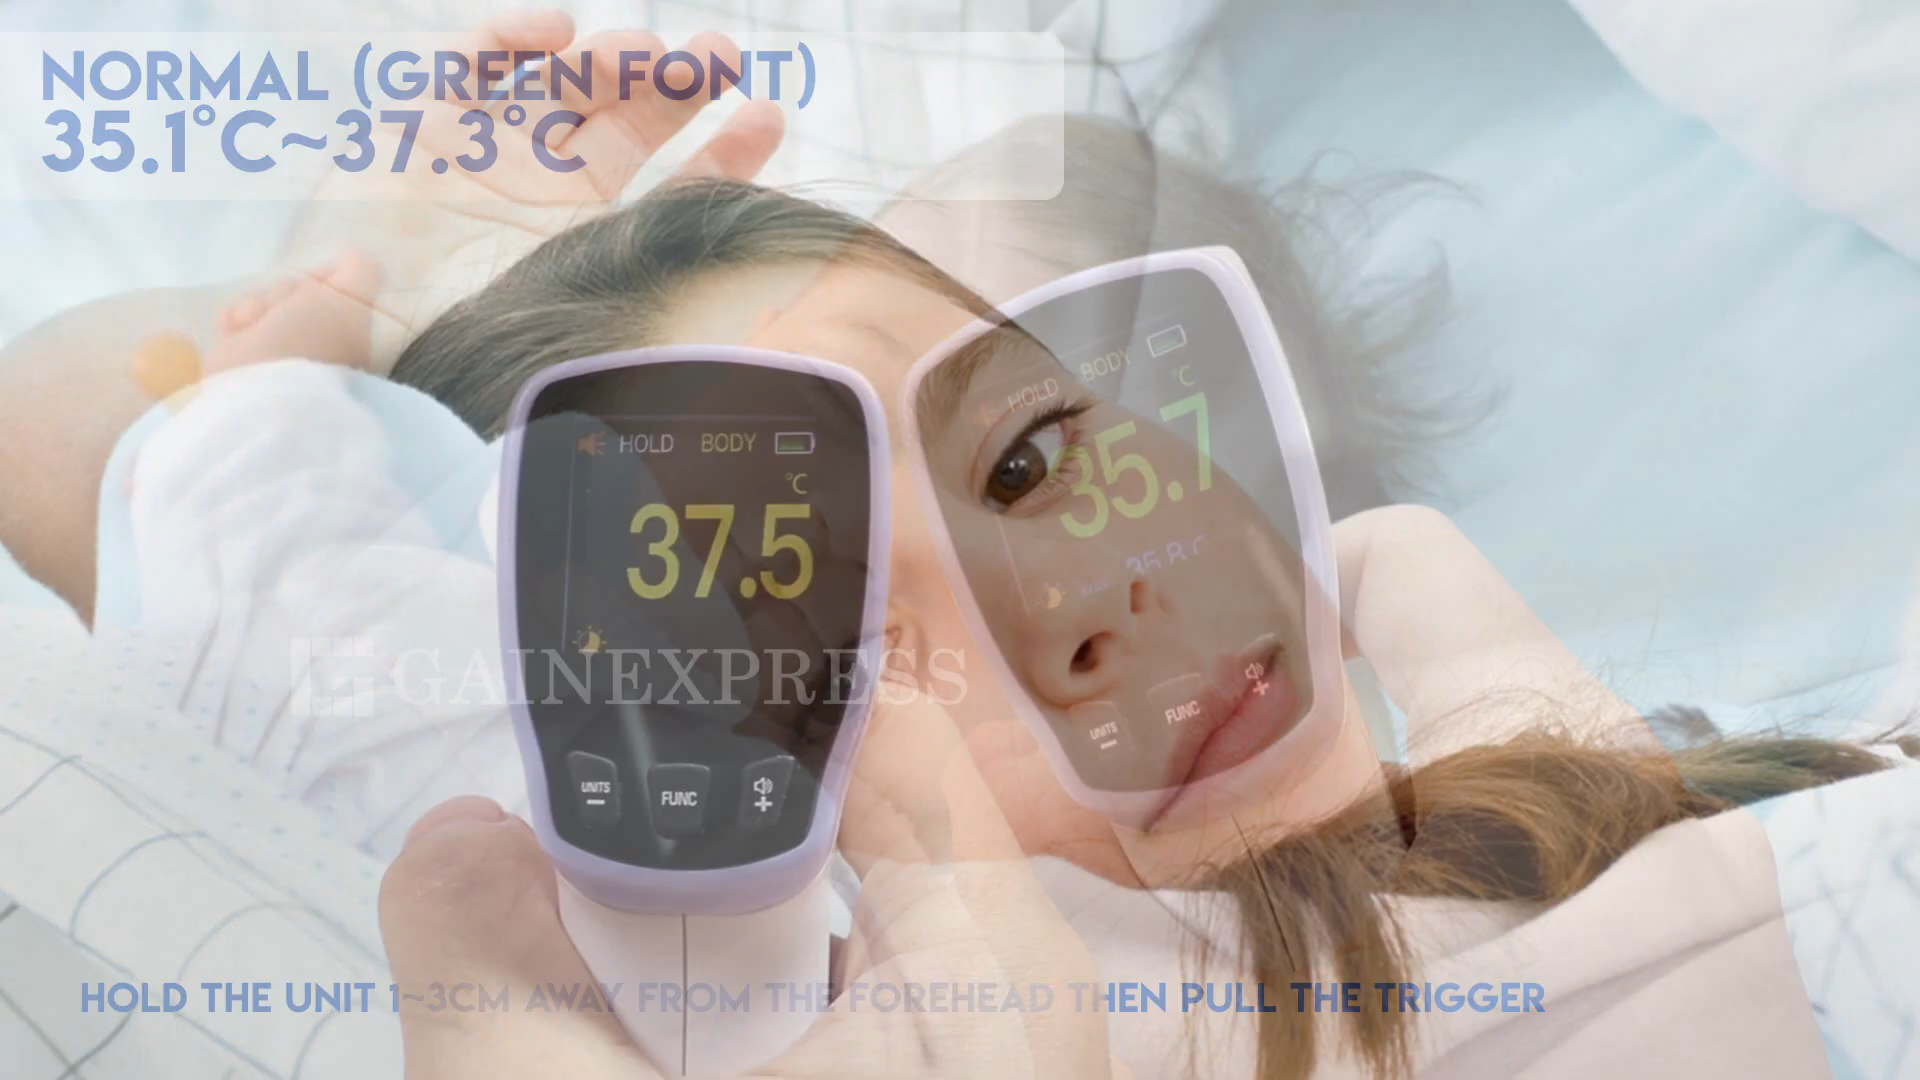 NORMAL (GREEN FONT)
35.1°C~37.3°C
HOLD BODY
°C
37.5
UNITS
FUNC
+
HOLD BODY
°C
35.7
UNITS
FUNC
+
GAINEXPRESS
HOLD THE UNIT 1~3CM AWAY FROM THE FOREHEAD THEN PULL THE TRIGGER